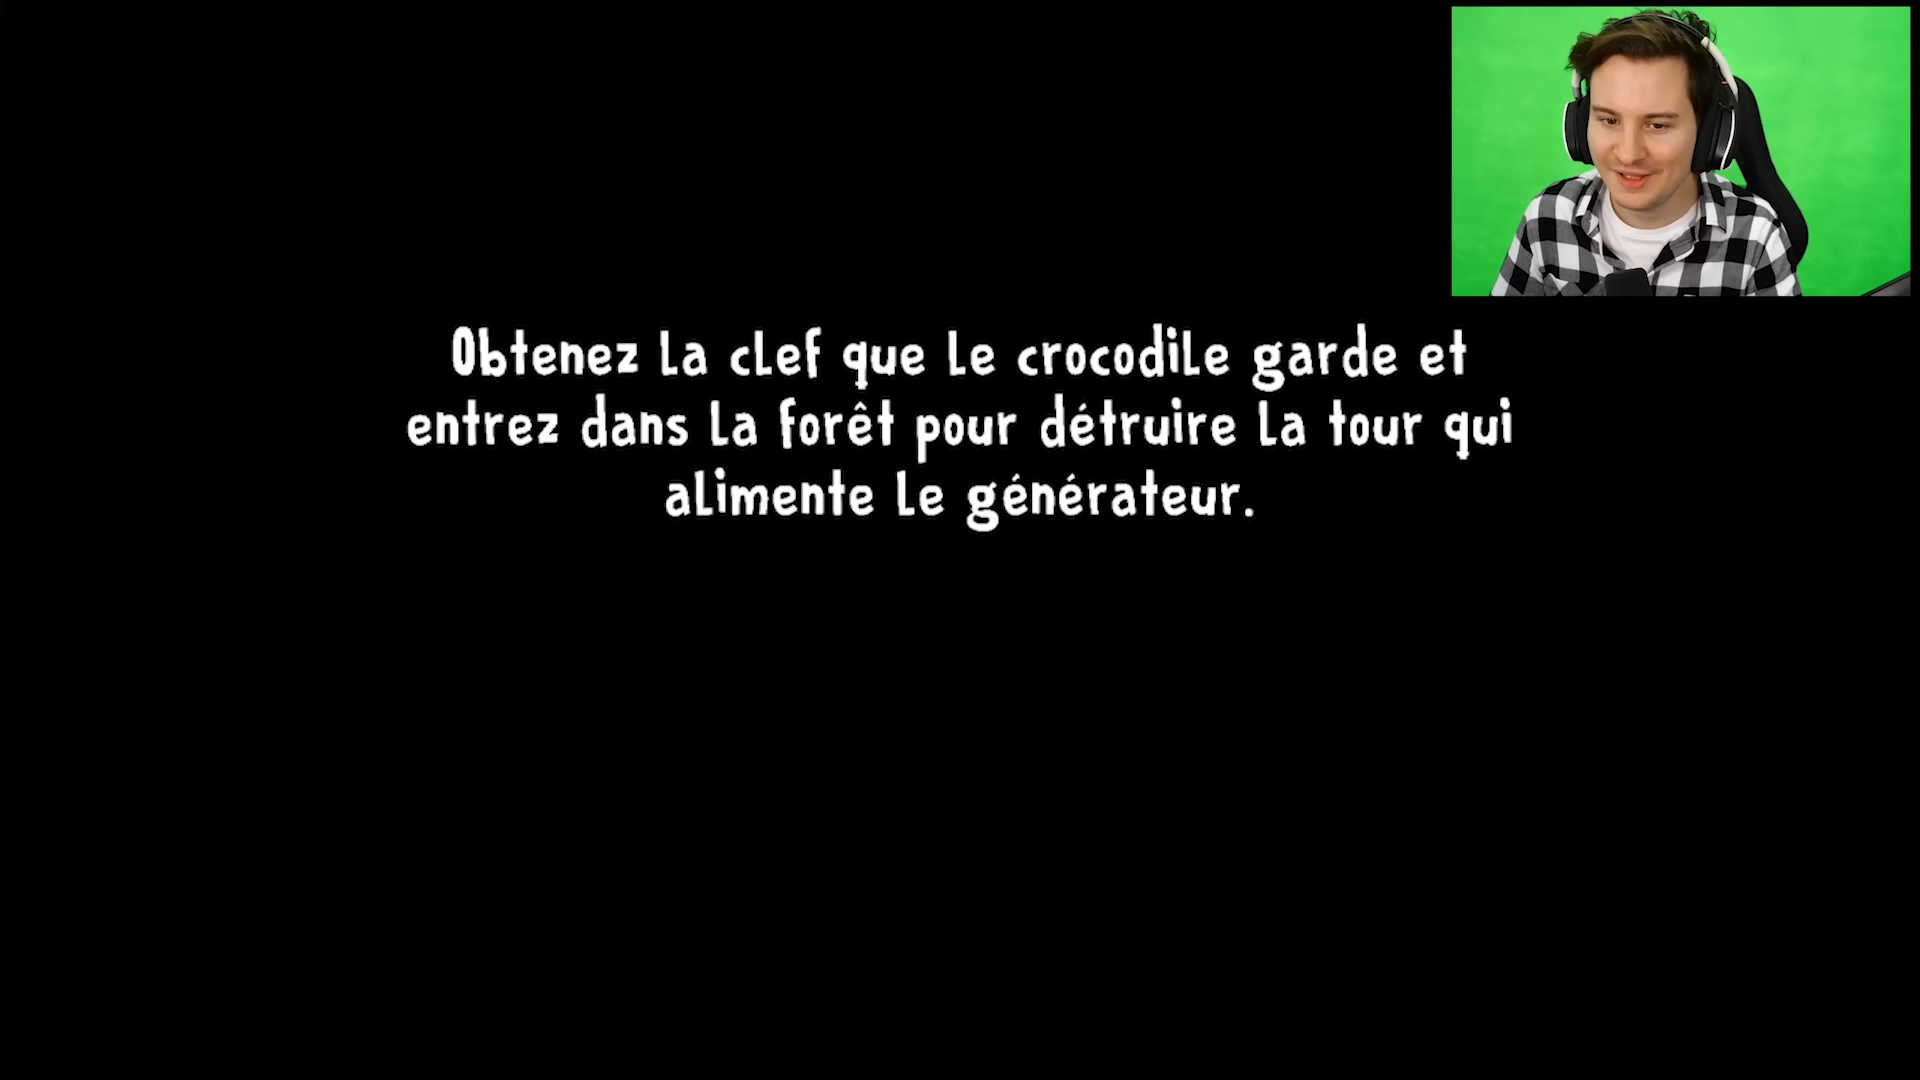 Obtenez la clef que le crocodile garde et
entrez dans la forêt pour détruire la tour qui
alimente le générateur.